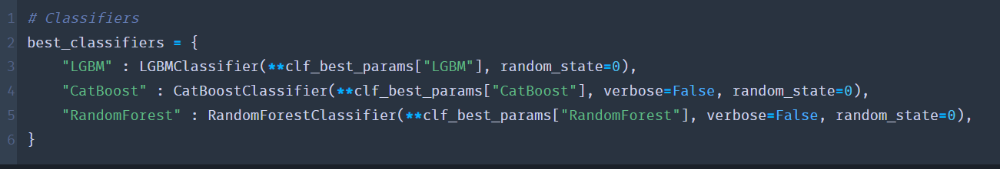 1 # Classifiers
2 best_classifiers = {
3     "LGBM" : LGBMClassifier(**clf_best_params["LGBM"], random_state=0),
4     "CatBoost" : CatBoostClassifier(**clf_best_params["CatBoost"], verbose=False, random_state=0),
5     "RandomForest" : RandomForestClassifier(**clf_best_params["RandomForest"], verbose=False, random_state=0),
6 }